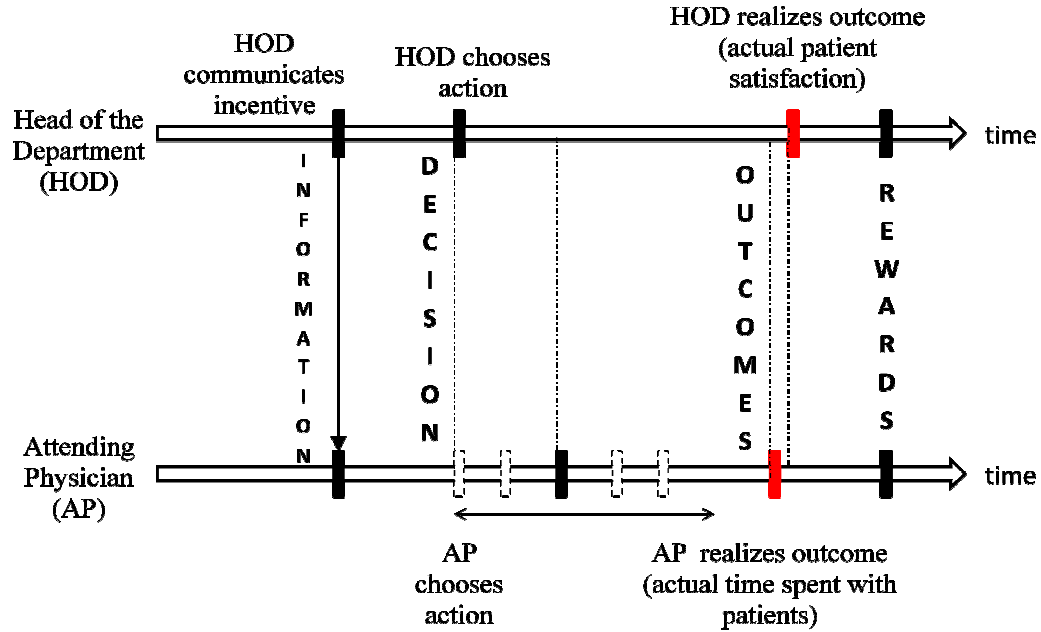 HOD
communicates
incentive
HOD chooses
action
HOD realizes outcome
(actual patient
satisfaction)
Head of the
Department
(HOD)
time
INFORMATION
DECISION
OUTCOMES
REWARDS
Attending
Physician
(AP)
time
AP
chooses
action
AP realizes outcome
(actual time spent with
patients)